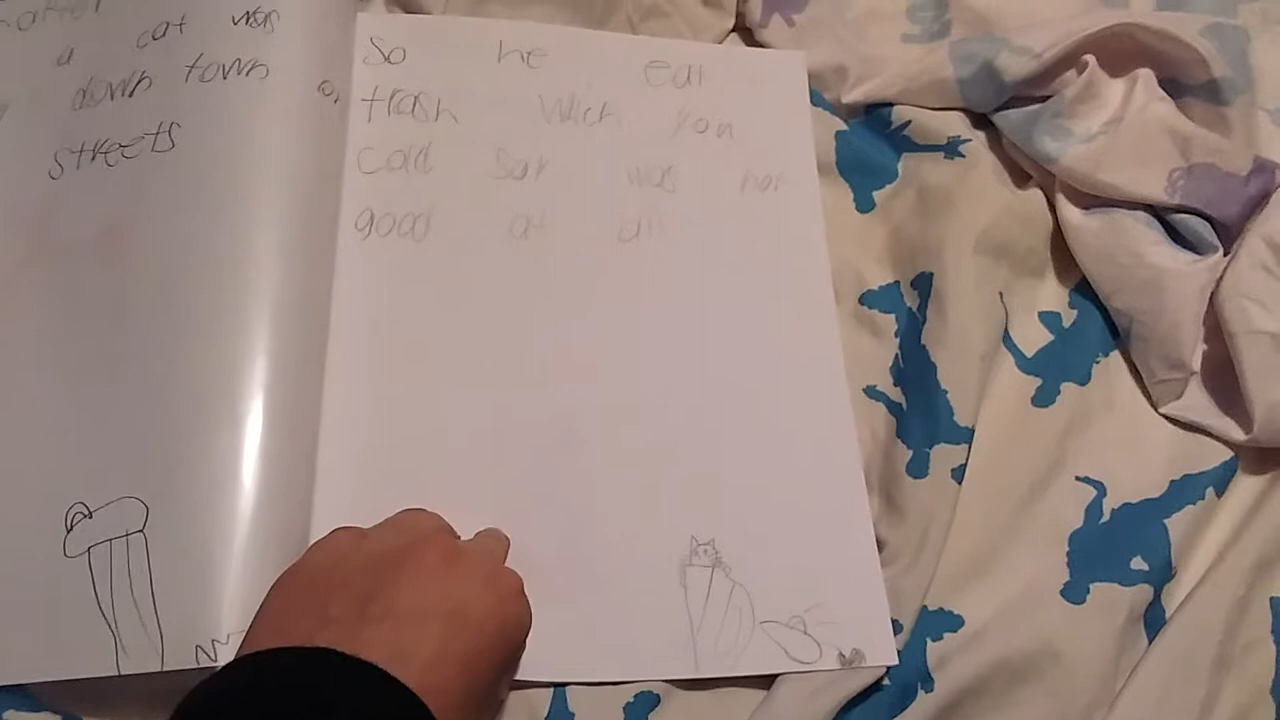 a cat was
down town
streets
So he eat
trash wich you
cold say was not
good at all